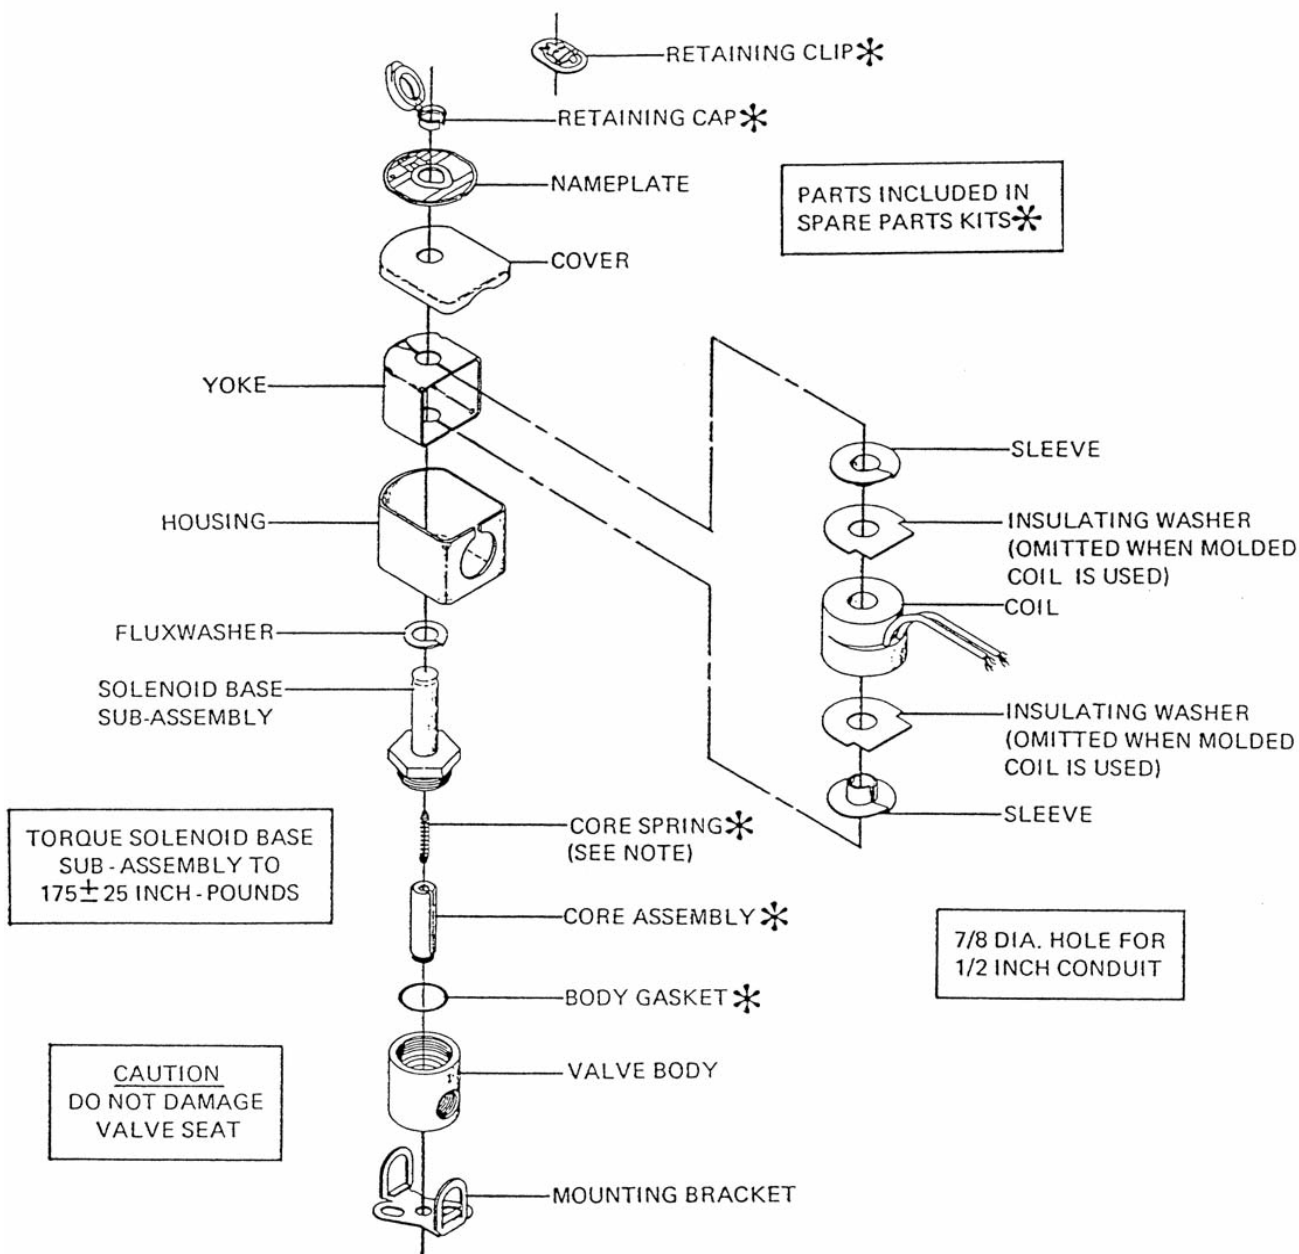 RETAINING CLIP*
RETAINING CAP*
NAMEPLATE
PARTS INCLUDED IN
SPARE PARTS KITS*
COVER
YOKE
SLEEVE
HOUSING
INSULATING WASHER
(OMITTED WHEN MOLDED
COIL IS USED)
COIL
FLUXWASHER
SOLENOID BASE
SUB-ASSEMBLY
INSULATING WASHER
(OMITTED WHEN MOLDED
COIL IS USED)
SLEEVE
TORQUE SOLENOID BASE
SUB-ASSEMBLY TO
175±25 INCH-POUNDS
CORE SPRING*
(SEE NOTE)
CORE ASSEMBLY*
7/8 DIA. HOLE FOR
1/2 INCH CONDUIT
BODY GASKET*
CAUTION
DO NOT DAMAGE
VALVE SEAT
VALVE BODY
MOUNTING BRACKET